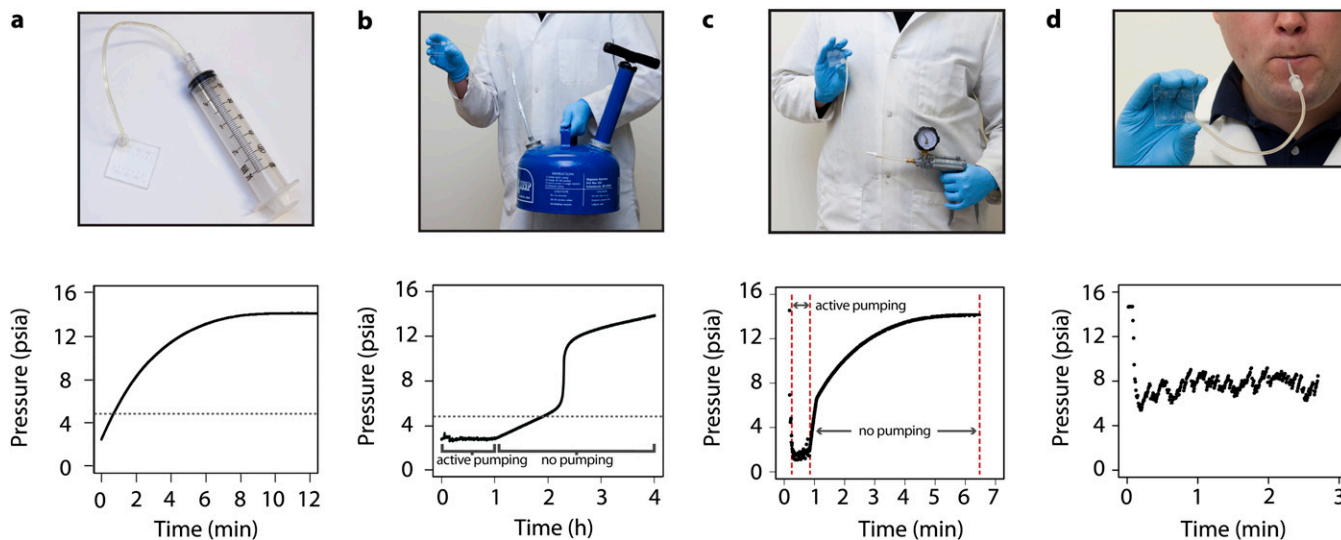 a
b
c
d
Pressure (psia)
16
12
8
4
0
0 2 4 6 8 10 12
Time (min)
Pressure (psia)
16
12
8
4
0
active pumping
no pumping
0 1 2 3 4
Time (h)
Pressure (psia)
16
12
8
4
0
active pumping
no pumping
0 1 2 3 4 5 6 7
Time (min)
Pressure (psia)
16
12
8
4
0
0 1 2 3
Time (min)